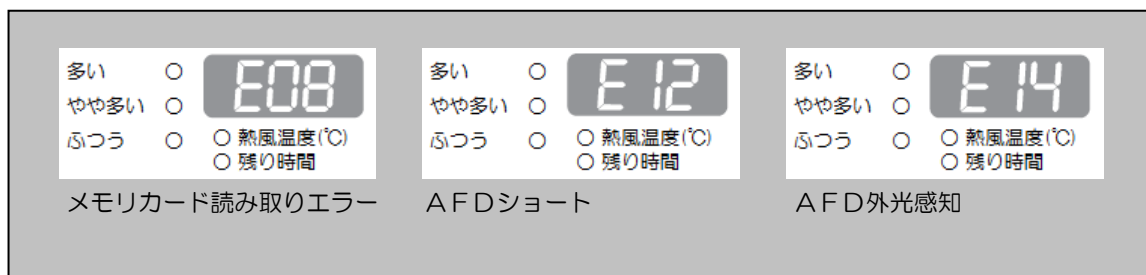 多い ○ E08
やや多い ○
ふつう ○ ○ 熱風温度(℃)
○ 残り時間
メモリカード読み取りエラー
多い ○ E12
やや多い ○
ふつう ○ ○ 熱風温度(℃)
○ 残り時間
ＡＦＤショート
多い ○ E14
やや多い ○
ふつう ○ ○ 熱風温度(℃)
○ 残り時間
ＡＦＤ外光感知